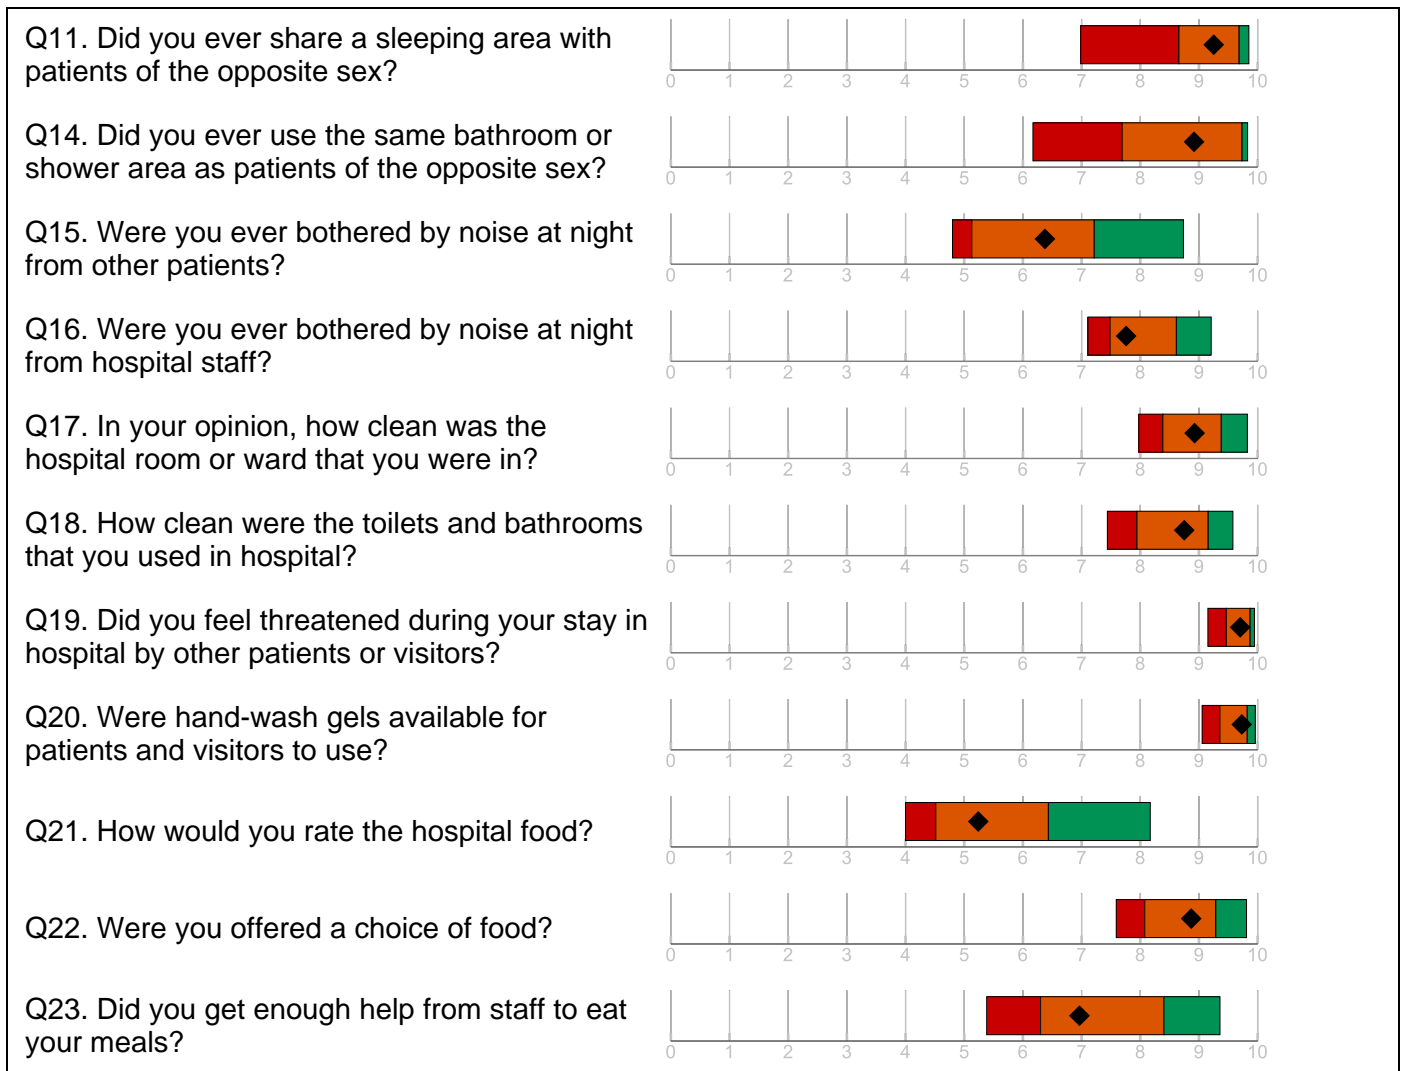 Q11. Did you ever share a sleeping area with
patients of the opposite sex?
0 1 2 3 4 5 6 7 8 9 10
Q14. Did you ever use the same bathroom or
shower area as patients of the opposite sex?
0 1 2 3 4 5 6 7 8 9 10
Q15. Were you ever bothered by noise at night
from other patients?
0 1 2 3 4 5 6 7 8 9 10
Q16. Were you ever bothered by noise at night
from hospital staff?
0 1 2 3 4 5 6 7 8 9 10
Q17. In your opinion, how clean was the
hospital room or ward that you were in?
0 1 2 3 4 5 6 7 8 9 10
Q18. How clean were the toilets and bathrooms
that you used in hospital?
0 1 2 3 4 5 6 7 8 9 10
Q19. Did you feel threatened during your stay in
hospital by other patients or visitors?
0 1 2 3 4 5 6 7 8 9 10
Q20. Were hand-wash gels available for
patients and visitors to use?
0 1 2 3 4 5 6 7 8 9 10
Q21. How would you rate the hospital food?
0 1 2 3 4 5 6 7 8 9 10
Q22. Were you offered a choice of food?
0 1 2 3 4 5 6 7 8 9 10
Q23. Did you get enough help from staff to eat
your meals?
0 1 2 3 4 5 6 7 8 9 10